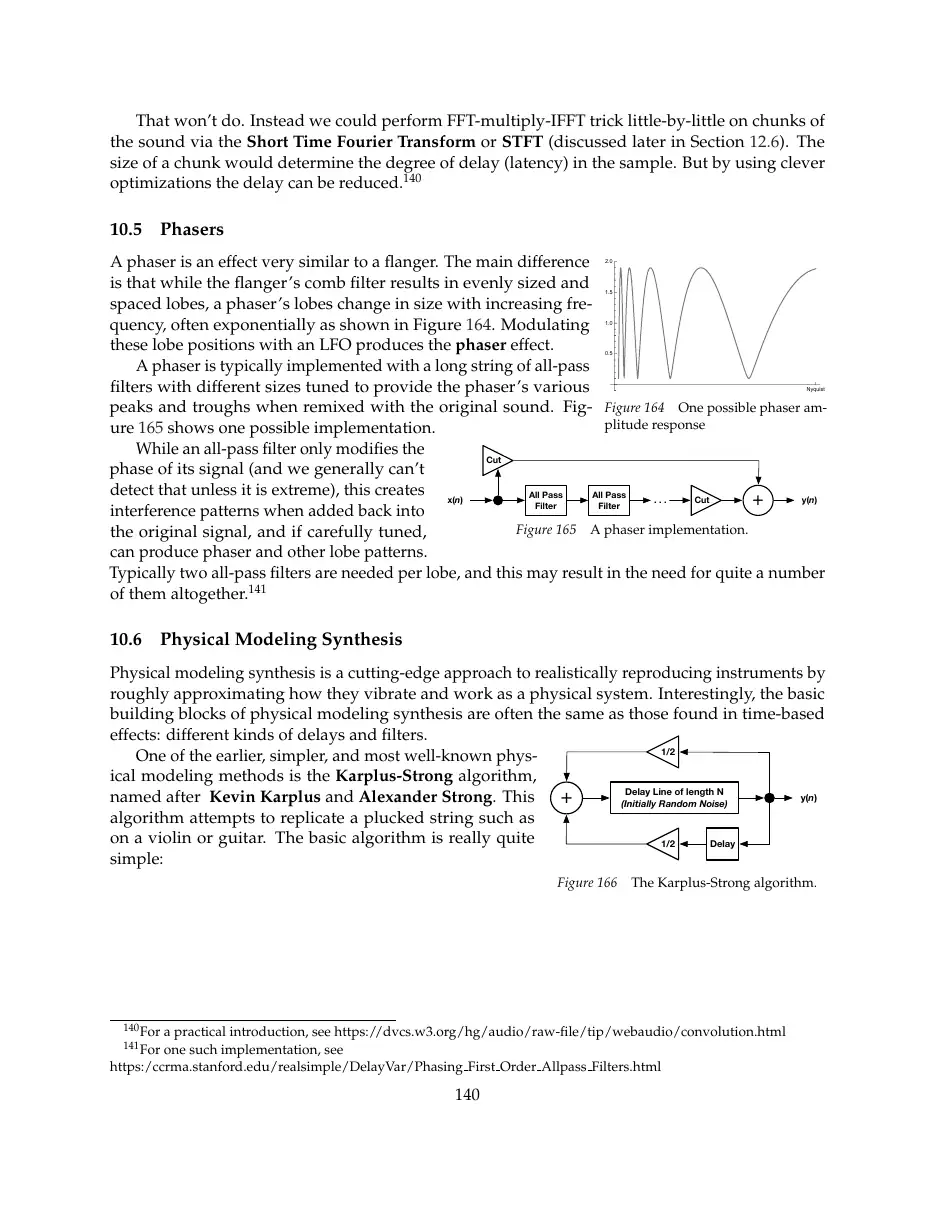 That won't do. Instead we could perform FFT-multiply-IFFT trick little-by-little on chunks of
the sound via the Short Time Fourier Transform or STFT (discussed later in Section 12.6). The
size of a chunk would determine the degree of delay (latency) in the sample. But by using clever
optimizations the delay can be reduced.140
10.5 Phasers
A phaser is an effect very similar to a flanger. The main difference
is that while the flanger's comb filter results in evenly sized and
spaced lobes, a phaser's lobes change in size with increasing fre-
quency, often exponentially as shown in Figure 164. Modulating
these lobe positions with an LFO produces the phaser effect.
A phaser is typically implemented with a long string of all-pass
filters with different sizes tuned to provide the phaser's various
peaks and troughs when remixed with the original sound. Fig-
ure 165 shows one possible implementation.
2.0
1.5
1.0
0.5
Nyquist
Figure 164 One possible phaser am-
plitude response
While an all-pass filter only modifies the
phase of its signal (and we generally can't
detect that unless it is extreme), this creates
interference patterns when added back into
the original signal, and if carefully tuned,
can produce phaser and other lobe patterns.
Cut
x(n)
All Pass
Filter
All Pass
Filter
. . .
Cut
+
y(n)
Figure 165 A phaser implementation.
Typically two all-pass filters are needed per lobe, and this may result in the need for quite a number
of them altogether.141
10.6 Physical Modeling Synthesis
Physical modeling synthesis is a cutting-edge approach to realistically reproducing instruments by
roughly approximating how they vibrate and work as a physical system. Interestingly, the basic
building blocks of physical modeling synthesis are often the same as those found in time-based
effects: different kinds of delays and filters.
One of the earlier, simpler, and most well-known phys-
ical modeling methods is the Karplus-Strong algorithm,
named after Kevin Karplus and Alexander Strong. This
algorithm attempts to replicate a plucked string such as
on a violin or guitar. The basic algorithm is really quite
simple:
1/2
+
Delay Line of length N
(Initially Random Noise)
y(n)
1/2
Delay
Figure 166 The Karplus-Strong algorithm.
140For a practical introduction, see https://dvcs.w3.org/hg/audio/raw-file/tip/webaudio/convolution.html
141For one such implementation, see
https:/ccrma.stanford.edu/realsimple/DelayVar/Phasing_First_Order_Allpass_Filters.html
140